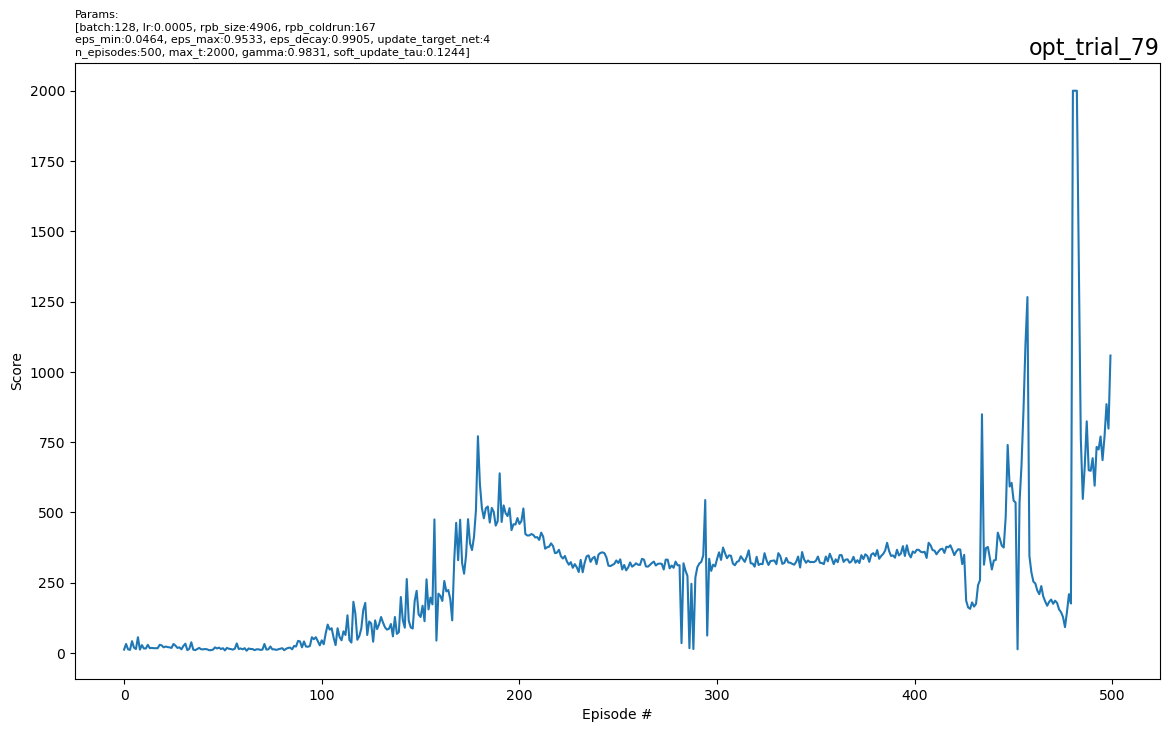 Params:
[batch:128, lr:0.0005, rpb_size:4906, rpb_coldrun:167
eps_min:0.0464, eps_max:0.9533, eps_decay:0.9905, update_target_net:4
n_episodes:500, max_t:2000, gamma:0.9831, soft_update_tau:0.1244]
opt_trial_79
2000
1750
1500
1250
1000
750
500
250
0
Score
0 100 200 300 400 500
Episode #